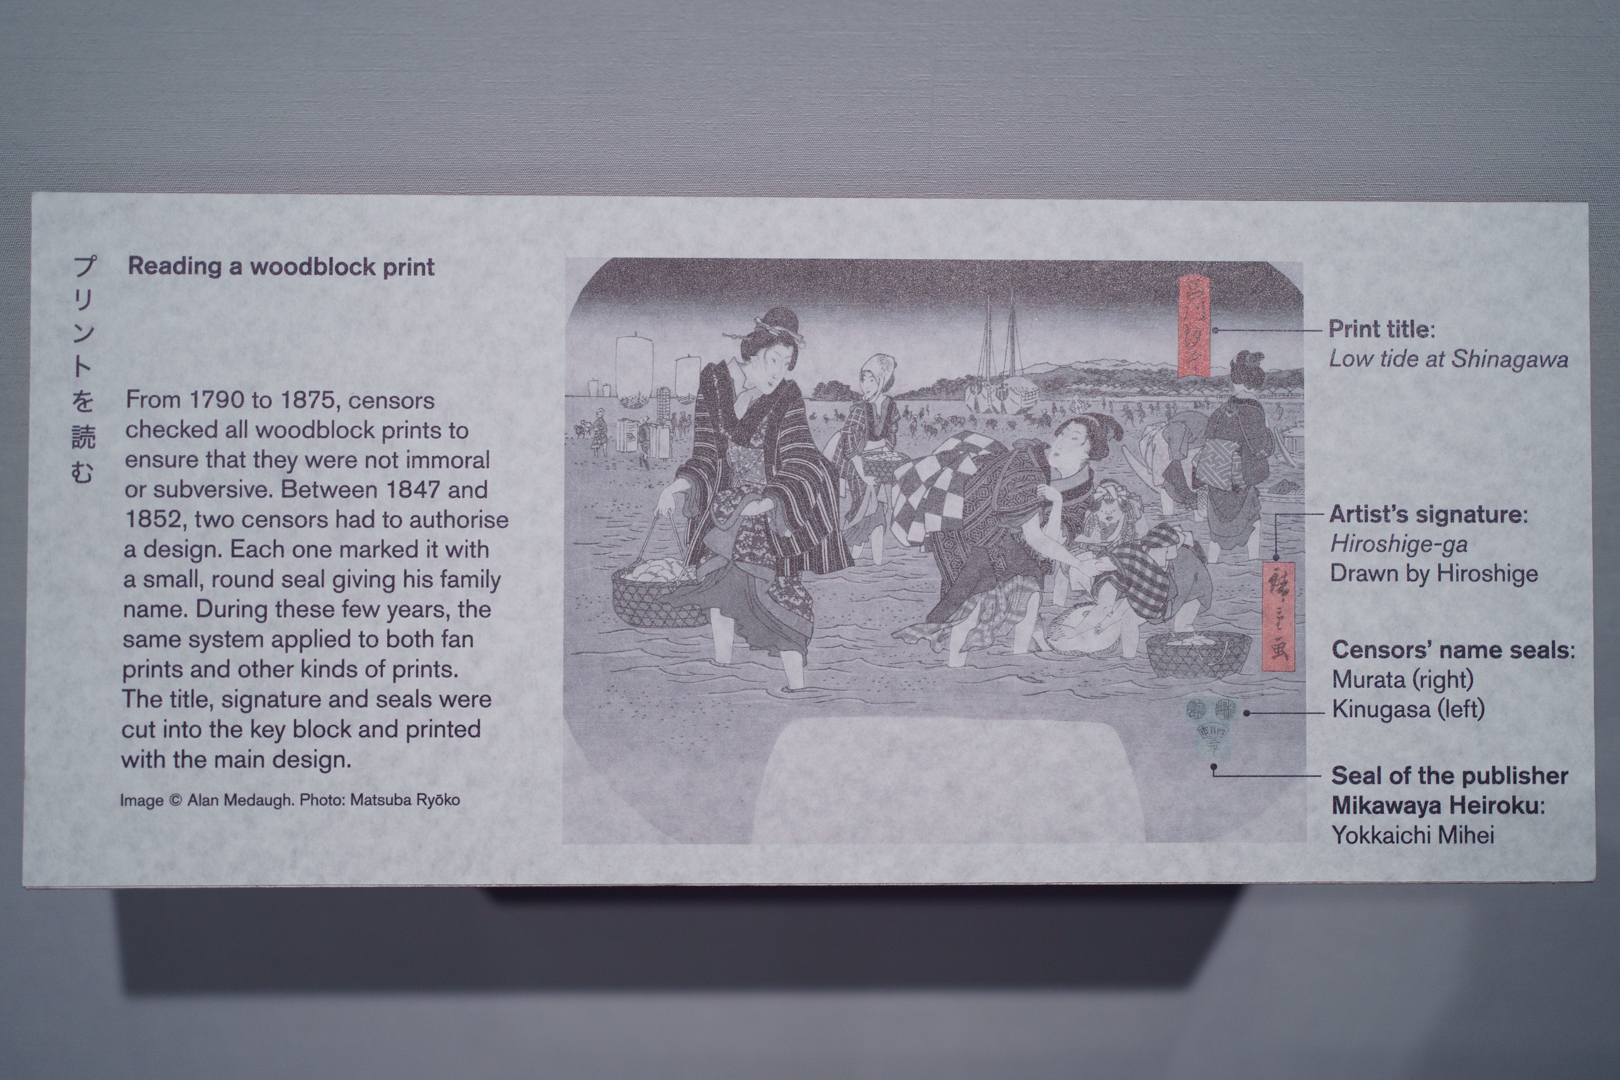 プリントを読む
Reading a woodblock print
From 1790 to 1875, censors
checked all woodblock prints to
ensure that they were not immoral
or subversive. Between 1847 and
1852, two censors had to authorise
a design. Each one marked it with
a small, round seal giving his family
name. During these few years, the
same system applied to both fan
prints and other kinds of prints.
The title, signature and seals were
cut into the key block and printed
with the main design.
Image © Alan Medaugh. Photo: Matsuba Ryōko
Print title:
Low tide at Shinagawa
Artist's signature:
Hiroshige-ga
Drawn by Hiroshige
Censors' name seals:
Murata (right)
Kinugasa (left)
Seal of the publisher
Mikawaya Heiroku:
Yokkaichi Mihei
廣重画